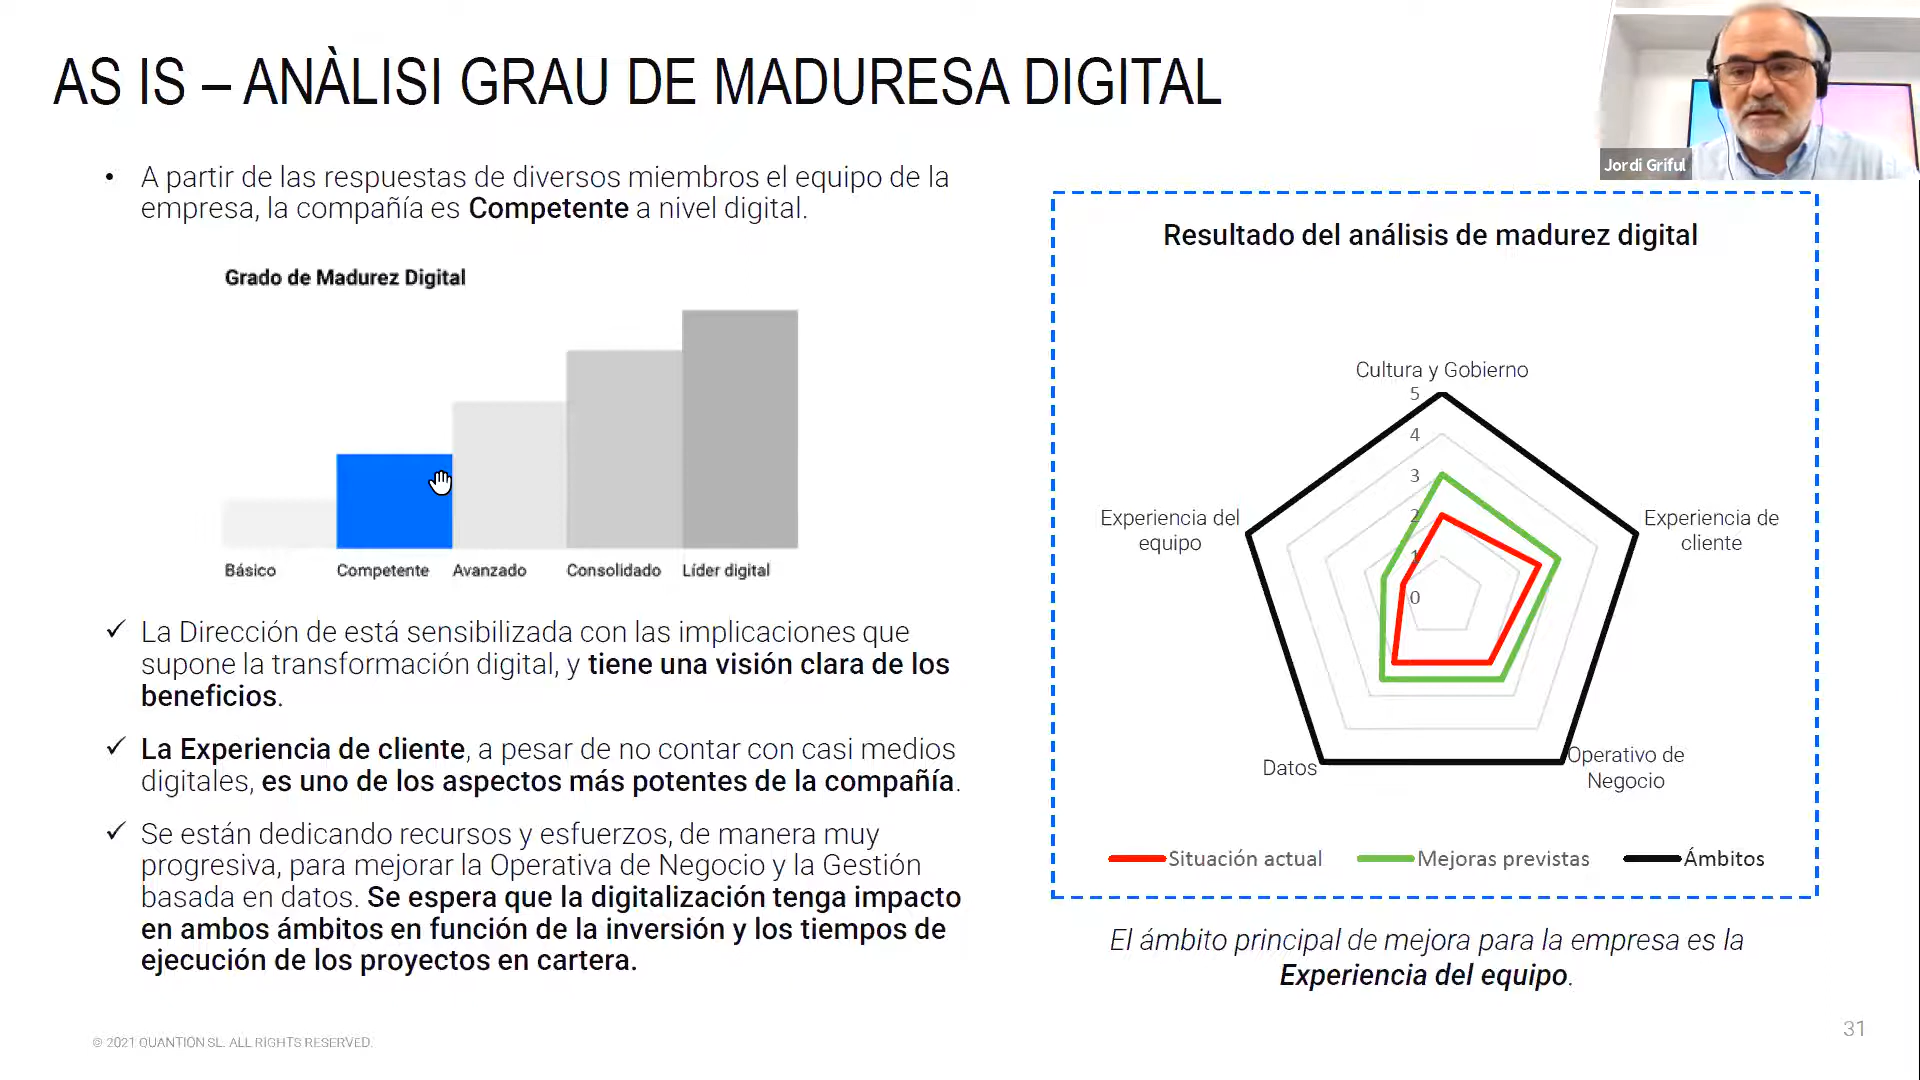 AS IS – ANÀLISI GRAU DE MADURESA DIGITAL
Jordi Griful
• A partir de las respuestas de diversos miembros el equipo de la
empresa, la compañía es Competente a nivel digital.
Grado de Madurez Digital
Básico Competente Avanzado Consolidado Líder digital
✓ La Dirección de está sensibilizada con las implicaciones que
supone la transformación digital, y tiene una visión clara de los
beneficios.
✓ La Experiencia de cliente, a pesar de no contar con casi medios
digitales, es uno de los aspectos más potentes de la compañía.
✓ Se están dedicando recursos y esfuerzos, de manera muy
progresiva, para mejorar la Operativa de Negocio y la Gestión
basada en datos. Se espera que la digitalización tenga impacto
en ambos ámbitos en función de la inversión y los tiempos de
ejecución de los proyectos en cartera.
Resultado del análisis de madurez digital
Cultura y Gobierno
5
4
3
2
1
0
Experiencia del
equipo
Experiencia de
cliente
Datos
Operativo de
Negocio
Situación actual Mejoras previstas Ámbitos
El ámbito principal de mejora para la empresa es la
Experiencia del equipo.
© 2021 QUANTION SL. ALL RIGHTS RESERVED.
31